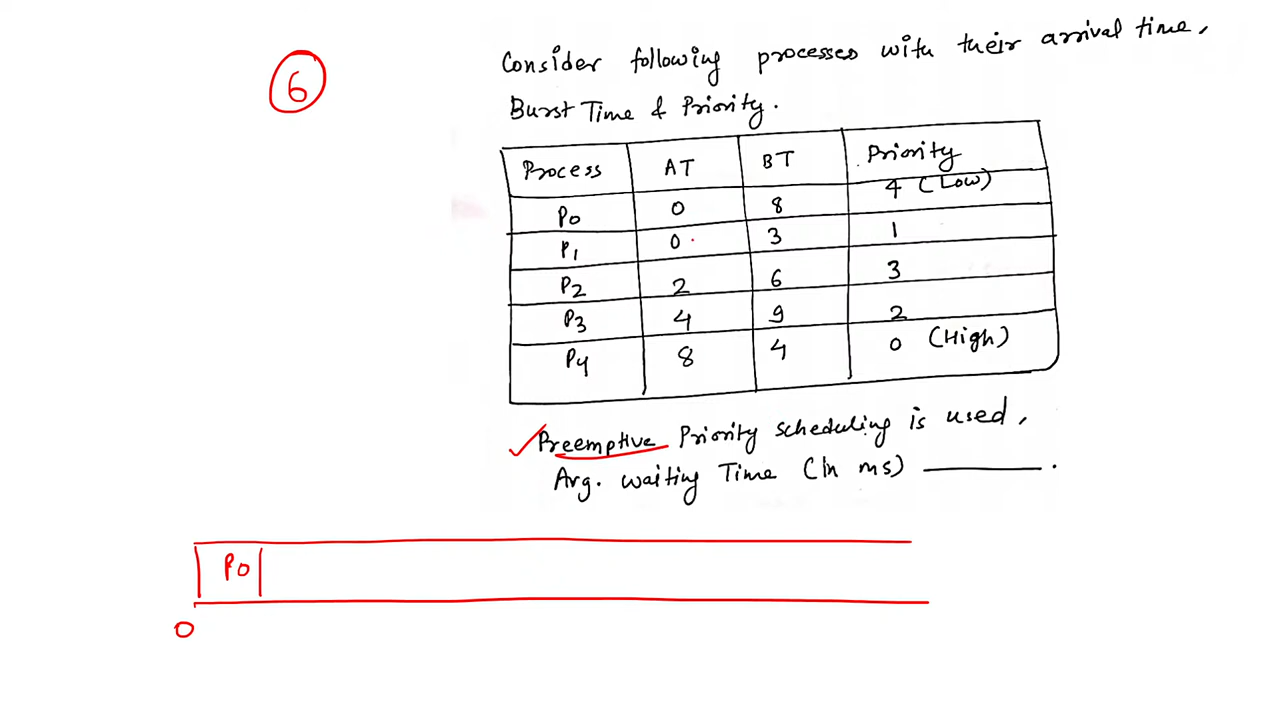 6
Consider following processes with their arrival time,
Burst Time & Priority.
Process AT BT Priority
P0 0 8 4 (Low)
P1 0 3 1
P2 2 6 3
P3 4 9 2
P4 8 4 0 (High)
Preemptive Priority scheduling is used,
Avg. waiting Time (In ms) ________.
P0
0